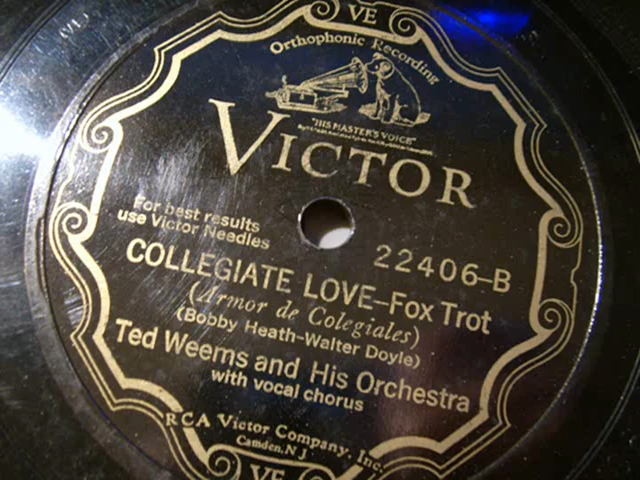 VE
Orthophonic Recording
"HIS MASTER'S VOICE"
VICTOR
For best results
use Victor Needles
22406-B
COLLEGIATE LOVE-Fox Trot
(Armor de Colegiales)
(Bobby Heath-Walter Doyle)
Ted Weems and His Orchestra
with vocal chorus
RCA Victor Company, Inc.
Camden, N J
VE